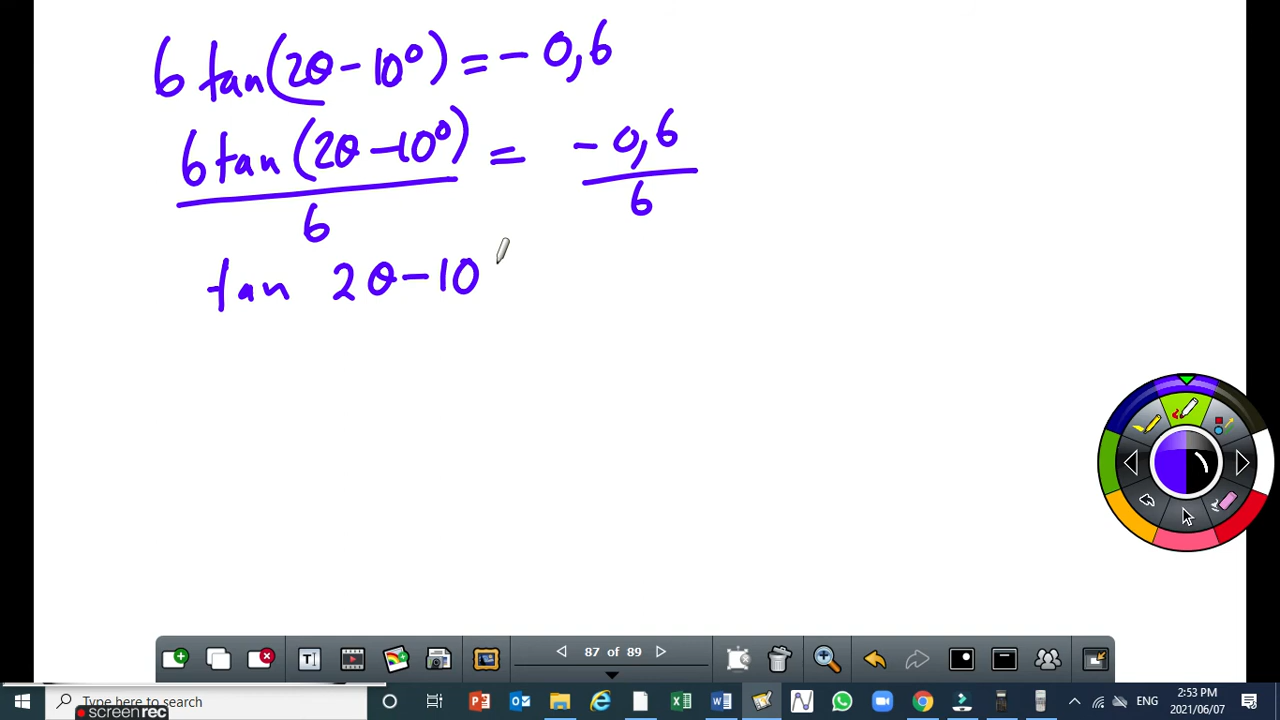 6 tan(2θ-10°) = -0,6
6 tan (2θ-10°) = -0,6
6 6
tan 2θ-10
T
87 of 89
Type here to search
screenrec
ENG
2:53 PM
2021/06/07